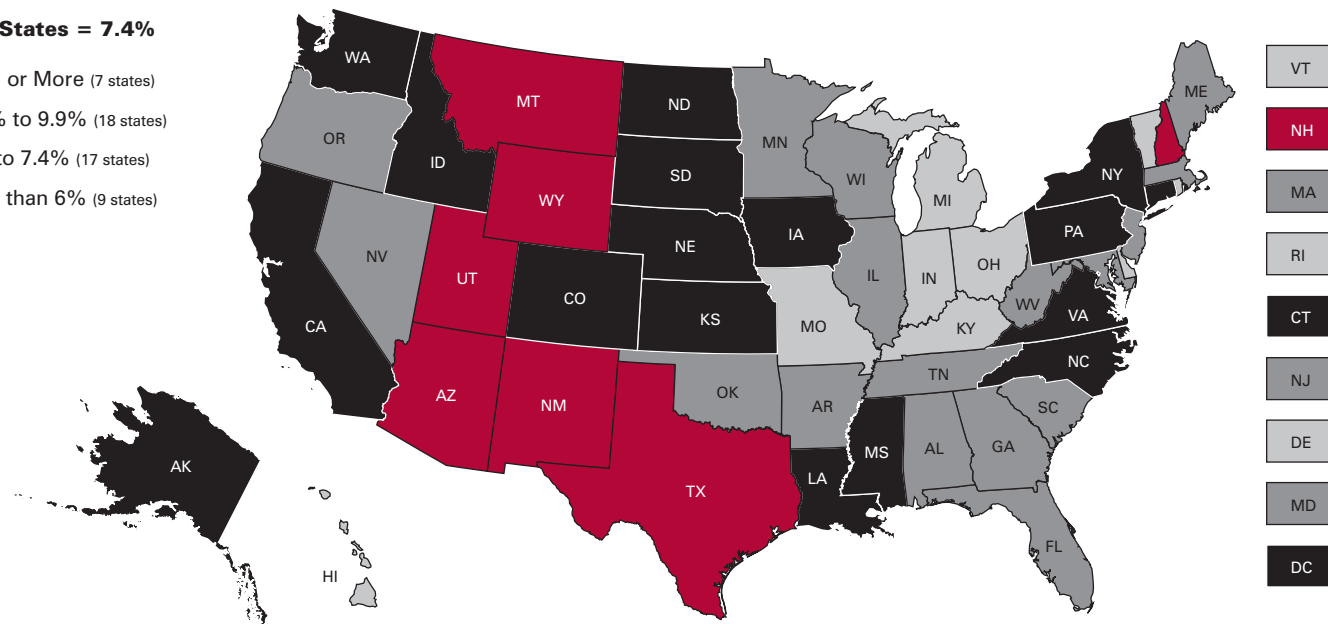 States = 7.4%
or More (7 states)
% to 9.9% (18 states)
to 7.4% (17 states)
than 6% (9 states)
WA
MT
ND
MN
ME
VT
OR
ID
SD
WI
NY
NH
WY
MI
MA
NV
UT
NE
IA
PA
RI
CO
IL
IN
OH
WV
VA
CT
CA
KS
MO
KY
NC
NJ
AZ
NM
OK
AR
TN
SC
DE
AK
TX
LA
MS
AL
GA
MD
HI
FL
DC